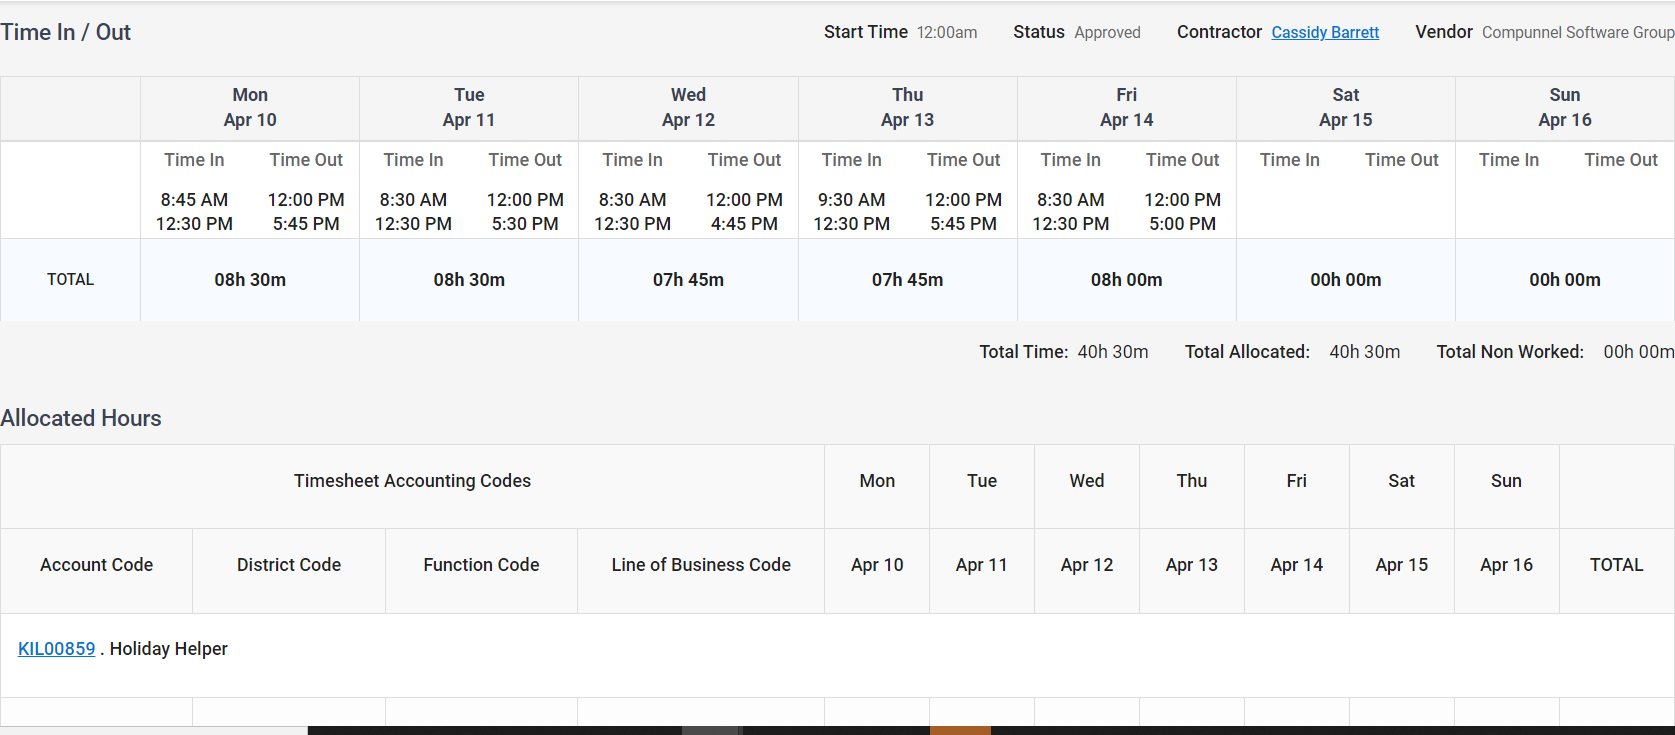 Time In / Out Start Time 12:00am Status Approved Contractor Cassidy Barrett Vendor Compunnel Software Group
Mon Tue Wed Thu Fri Sat Sun
Apr 10 Apr 11 Apr 12 Apr 13 Apr 14 Apr 15 Apr 16
Time In Time Out Time In Time Out Time In Time Out Time In Time Out Time In Time Out Time In Time Out Time In Time Out
8:45 AM 12:00 PM 8:30 AM 12:00 PM 8:30 AM 12:00 PM 9:30 AM 12:00 PM 8:30 AM 12:00 PM
12:30 PM 5:45 PM 12:30 PM 5:30 PM 12:30 PM 4:45 PM 12:30 PM 5:45 PM 12:30 PM 5:00 PM
TOTAL 08h 30m 08h 30m 07h 45m 07h 45m 08h 00m 00h 00m 00h 00m
Total Time: 40h 30m Total Allocated: 40h 30m Total Non Worked: 00h 00m
Allocated Hours
Timesheet Accounting Codes Mon Tue Wed Thu Fri Sat Sun
Account Code District Code Function Code Line of Business Code Apr 10 Apr 11 Apr 12 Apr 13 Apr 14 Apr 15 Apr 16 TOTAL
KIL00859 . Holiday Helper